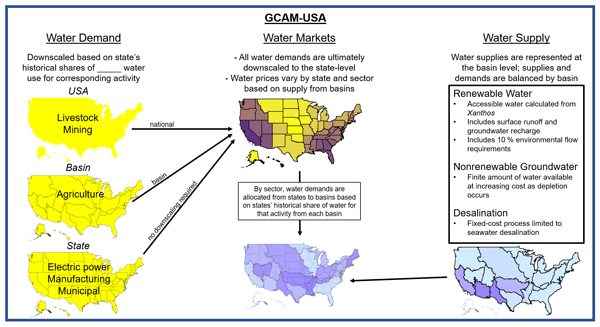 GCAM-USA
Water Demand
Downscaled based on state's
historical shares of _____ water
use for corresponding activity
USA
Livestock
Mining
Basin
Agriculture
State
Electric power
Manufacturing
Municipal
national
basin
no downscaling required
Water Markets
- All water demands are ultimately
downscaled to the state-level
- Water prices vary by state and sector
based on supply from basins
By sector, water demands are
allocated from states to basins based
on states' historical share of water for
that activity from each basin
Water Supply
Water supplies are represented at
the basin level; supplies and
demands are balanced by basin
Renewable Water
• Accessible water calculated from
Xanthos
• Includes surface runoff and
groundwater recharge
• Includes 10 % environmental flow
requirements
Nonrenewable Groundwater
• Finite amount of water available
at increasing cost as depletion
occurs
Desalination
• Fixed-cost process limited to
seawater desalination